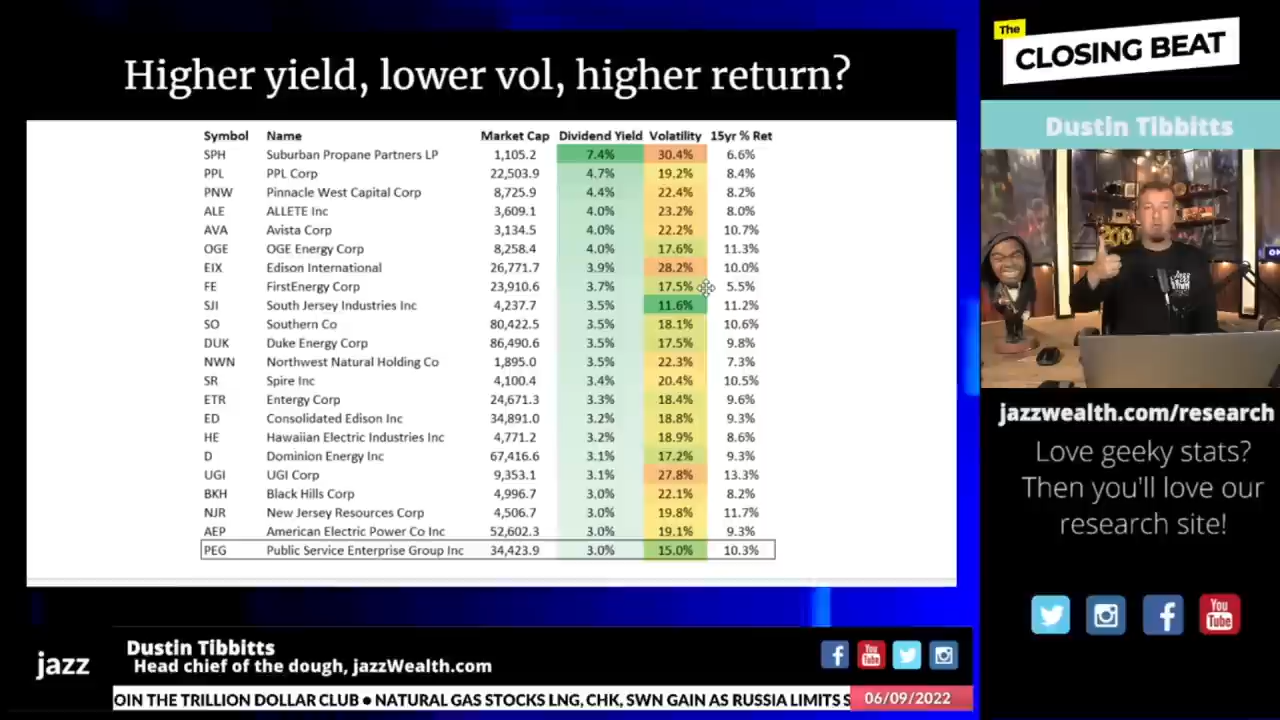 Higher yield, lower vol, higher return?
Symbol Name Market Cap Dividend Yield Volatility 15yr % Ret
SPH Suburban Propane Partners LP 1,105.2 7.4% 30.4% 6.6%
PPL PPL Corp 22,503.9 4.7% 19.2% 8.4%
PNW Pinnacle West Capital Corp 8,725.9 4.4% 22.4% 8.2%
ALE ALLETE Inc 3,609.1 4.0% 23.2% 8.0%
AVA Avista Corp 3,134.5 4.0% 22.2% 10.7%
OGE OGE Energy Corp 8,258.4 4.0% 17.6% 11.3%
EIX Edison International 26,771.7 3.9% 28.2% 10.0%
FE FirstEnergy Corp 23,910.6 3.7% 17.5% 5.5%
SJI South Jersey Industries Inc 4,237.7 3.5% 11.6% 11.2%
SO Southern Co 80,422.5 3.5% 18.1% 10.6%
DUK Duke Energy Corp 86,490.6 3.5% 17.5% 9.8%
NWN Northwest Natural Holding Co 1,895.0 3.5% 22.3% 7.3%
SR Spire Inc 4,100.4 3.4% 20.4% 10.5%
ETR Entergy Corp 24,671.3 3.3% 18.4% 9.6%
ED Consolidated Edison Inc 34,891.0 3.2% 18.8% 9.3%
HE Hawaiian Electric Industries Inc 4,771.2 3.2% 18.9% 8.6%
D Dominion Energy Inc 67,416.6 3.1% 17.2% 9.3%
UGI UGI Corp 9,353.1 3.1% 27.8% 13.3%
BKH Black Hills Corp 4,996.7 3.0% 22.1% 8.2%
NJR New Jersey Resources Corp 4,506.7 3.0% 19.8% 11.7%
AEP American Electric Power Co Inc 52,602.3 3.0% 19.1% 9.3%
PEG Public Service Enterprise Group Inc 34,423.9 3.0% 15.0% 10.3%
The
CLOSING BEAT
Dustin Tibbitts
200
jazzwealth.com/research
Love geeky stats?
Then you'll love our
research site!
You
Tube
jazz
Dustin Tibbitts
Head chief of the dough, jazzWealth.com
You
Tube
OIN THE TRILLION DOLLAR CLUB ● NATURAL GAS STOCKS LNG, CHK, SWN GAIN AS RUSSIA LIMITS S
06/09/2022